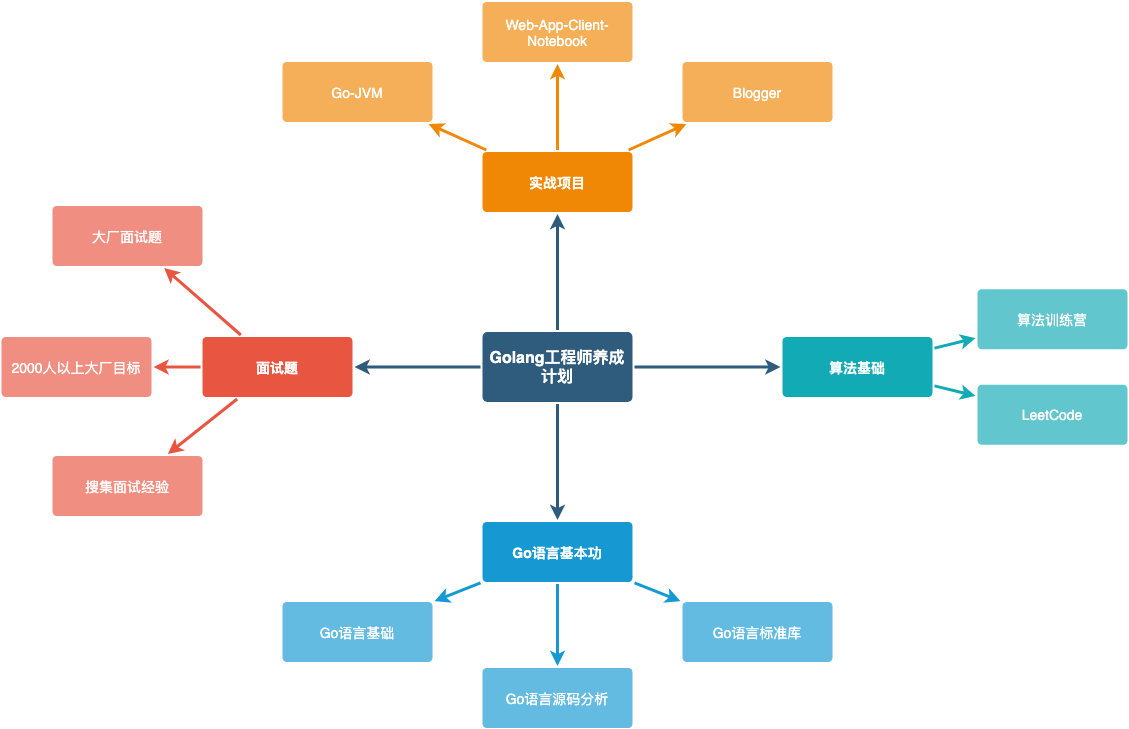 Web-App-Client-
Notebook
Go-JVM
Blogger
实战项目
大厂面试题
算法训练营
2000人以上大厂目标
面试题
Golang工程师养成
计划
算法基础
LeetCode
搜集面试经验
Go语言基本功
Go语言基础
Go语言标准库
Go语言源码分析